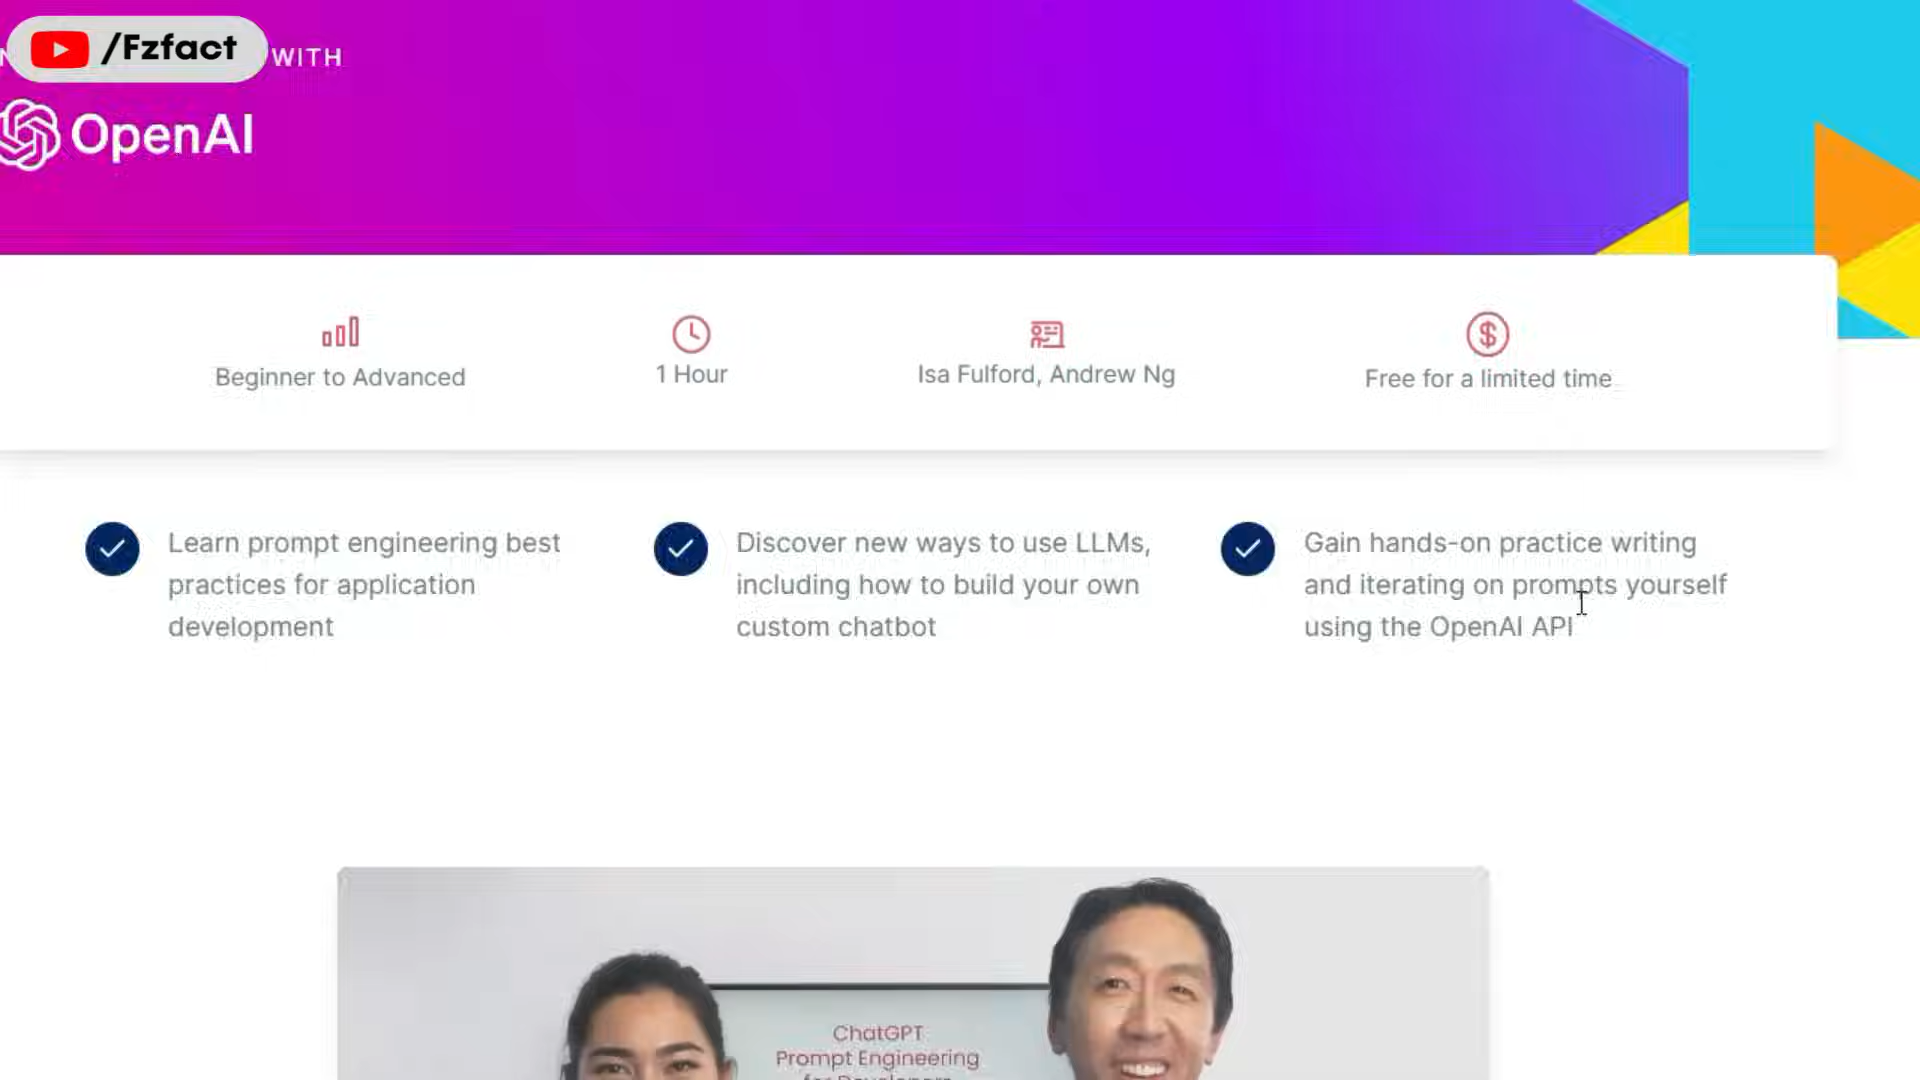 /Fzfact
WITH
OpenAI
Beginner to Advanced
1 Hour
Isa Fulford, Andrew Ng
Free for a limited time
Learn prompt engineering best
practices for application
development
Discover new ways to use LLMs,
including how to build your own
custom chatbot
Gain hands-on practice writing
and iterating on prompts yourself
using the OpenAI API
ChatGPT
Prompt Engineering
for Developers